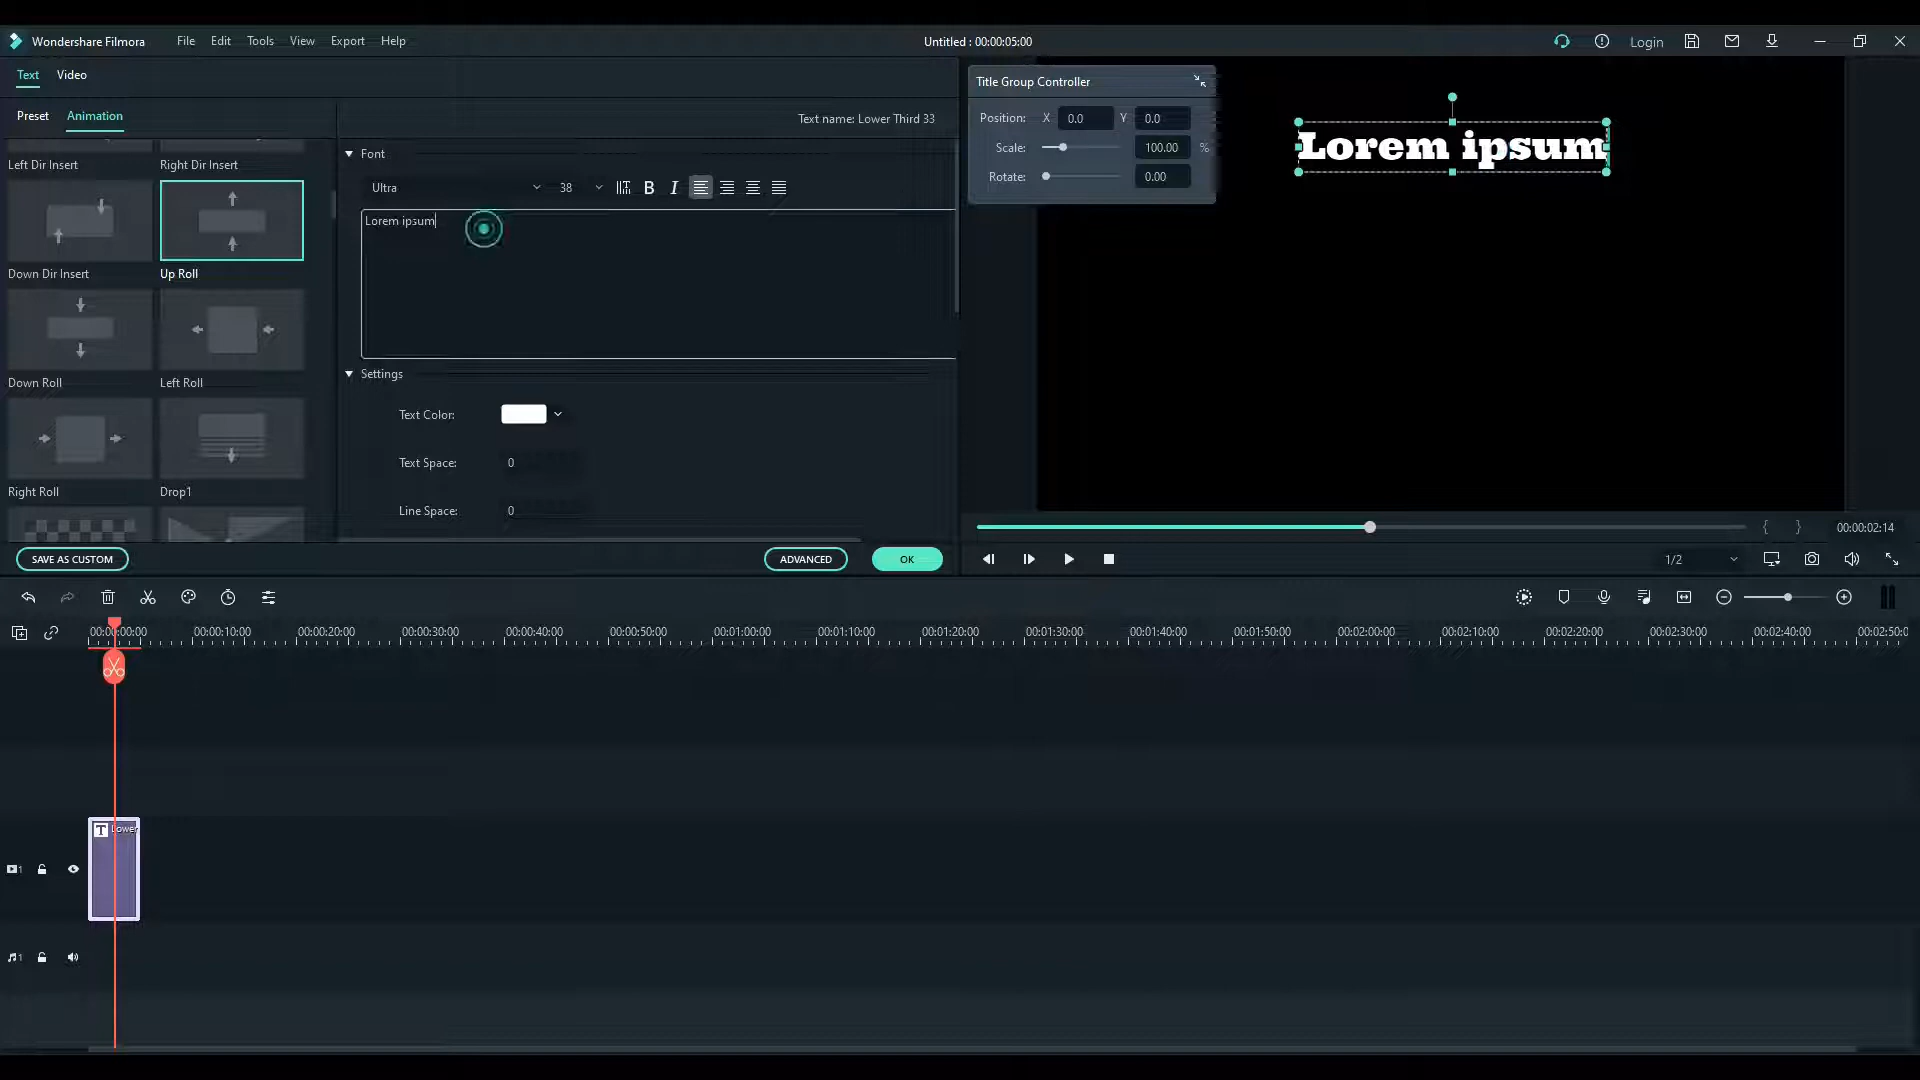 Wondershare Filmora File Edit Tools View Export Help Untitled : 00:00:05:00 Login
Text Video
Preset Animation
Text name: Lower Third 33
Left Dir Insert Right Dir Insert
Down Dir Insert Up Roll
Down Roll Left Roll
Right Roll Drop1
Font
Ultra 38 B I
Lorem ipsum
Settings
Text Color:
Text Space: 0
Line Space: 0
SAVE AS CUSTOM ADVANCED OK
Title Group Controller
Position: X 0.0 Y 0.0
Scale: 100.00 %
Rotate: 0.00
Lorem ipsum
{ } 00:00:02:14
1/2
00:00:00:00 00:00:10:00 00:00:20:00 00:00:30:00 00:00:40:00 00:00:50:00 00:01:00:00 00:01:10:00 00:01:20:00 00:01:30:00 00:01:40:00 00:01:50:00 00:02:00:00 00:02:10:00 00:02:20:00 00:02:30:00 00:02:40:00 00:02:50:0
T Lower
1
1